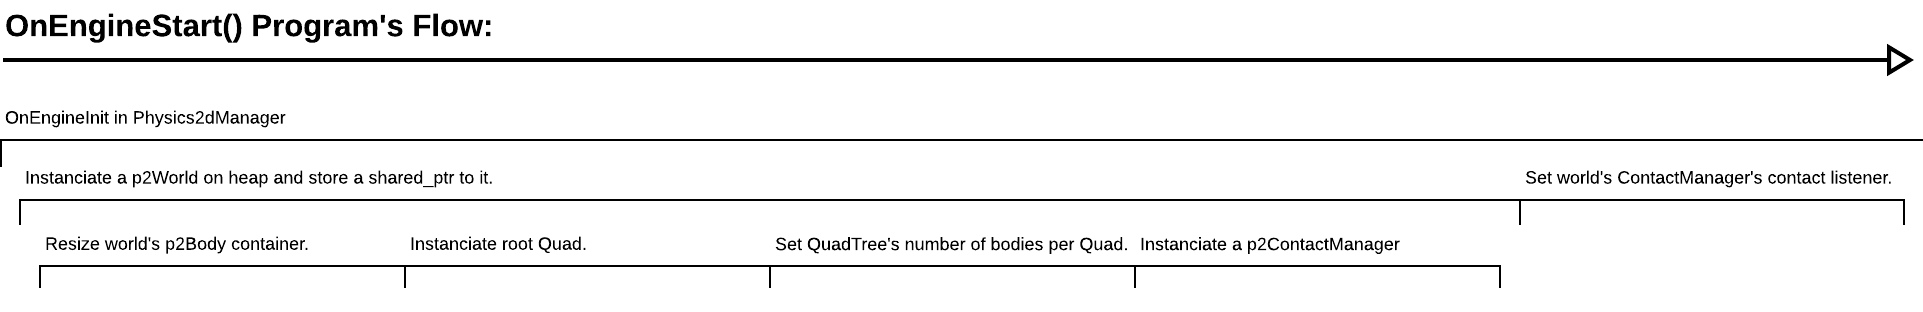 OnEngineStart() Program's Flow:
OnEngineInit in Physics2dManager
Instanciate a p2World on heap and store a shared_ptr to it.
Set world's ContactManager's contact listener.
Resize world's p2Body container.
Instanciate root Quad.
Set QuadTree's number of bodies per Quad.
Instanciate a p2ContactManager